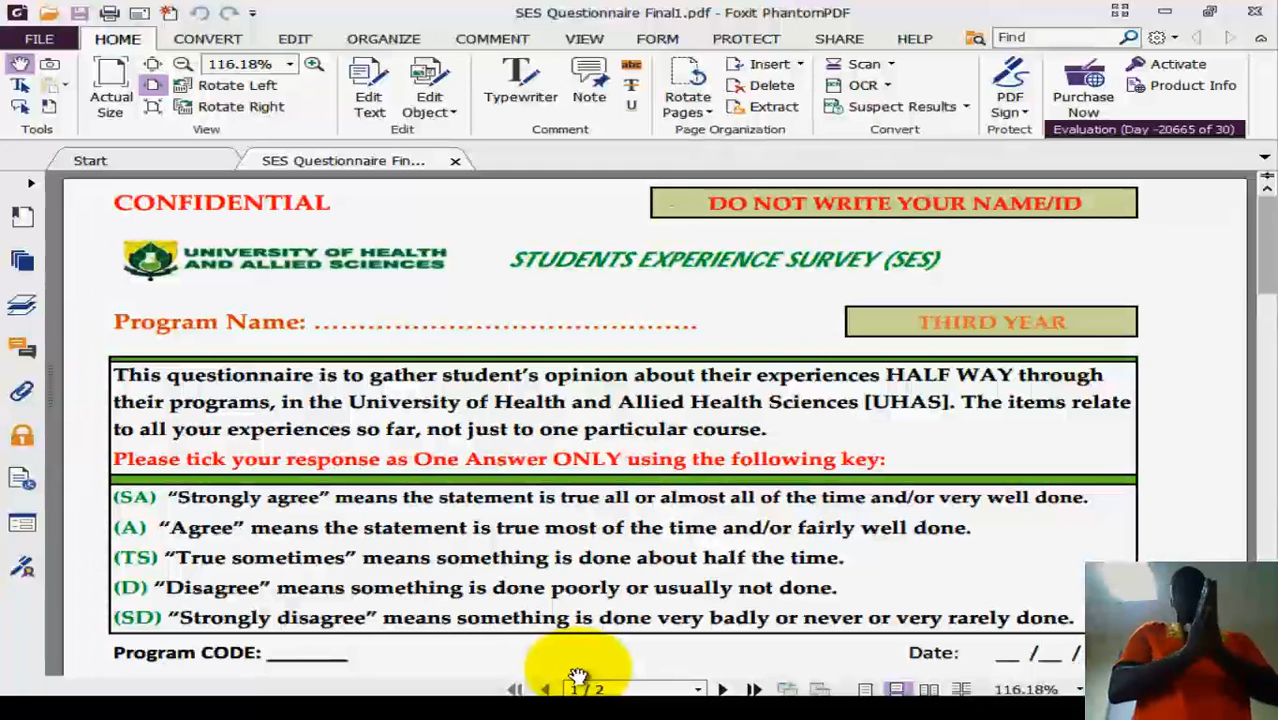 SES Questionnaire Final1.pdf - Foxit PhantomPDF
FILE HOME CONVERT EDIT ORGANIZE COMMENT VIEW FORM PROTECT SHARE HELP Find
116.18%
Actual Size
Rotate Left
Rotate Right
Edit Text
Edit Object
Typewriter
Note
abc
T
U
Rotate Pages
Insert
Delete
Extract
Scan
OCR
Suspect Results
PDF Sign
Purchase Now
Activate
Product Info
Tools View Edit Comment Page Organization Convert Protect Evaluation (Day -20665 of 30)
Start SES Questionnaire Fin...
CONFIDENTIAL DO NOT WRITE YOUR NAME/ID
UNIVERSITY OF HEALTH
AND ALLIED SCIENCES
STUDENTS EXPERIENCE SURVEY (SES)
Program Name: ............................................. THIRD YEAR
This questionnaire is to gather student's opinion about their experiences HALF WAY through
their programs, in the University of Health and Allied Health Sciences [UHAS]. The items relate
to all your experiences so far, not just to one particular course.
Please tick your response as One Answer ONLY using the following key:
(SA) “Strongly agree” means the statement is true all or almost all of the time and/or very well done.
(A) “Agree” means the statement is true most of the time and/or fairly well done.
(TS) “True sometimes” means something is done about half the time.
(D) “Disagree” means something is done poorly or usually not done.
(SD) “Strongly disagree” means something is done very badly or never or very rarely done.
Program CODE: _______ Date: __ /__ /
1 / 2 116.18%